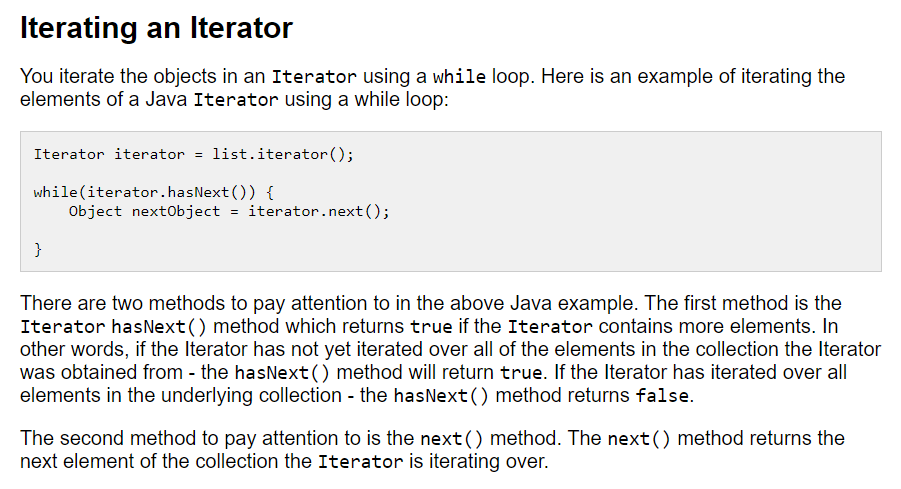 Iterating an Iterator
You iterate the objects in an Iterator using a while loop. Here is an example of iterating the
elements of a Java Iterator using a while loop:
Iterator iterator = list.iterator();
while(iterator.hasNext()) {
    Object nextObject = iterator.next();
}
There are two methods to pay attention to in the above Java example. The first method is the
Iterator hasNext() method which returns true if the Iterator contains more elements. In
other words, if the Iterator has not yet iterated over all of the elements in the collection the Iterator
was obtained from - the hasNext() method will return true. If the Iterator has iterated over all
elements in the underlying collection - the hasNext() method returns false.
The second method to pay attention to is the next() method. The next() method returns the
next element of the collection the Iterator is iterating over.